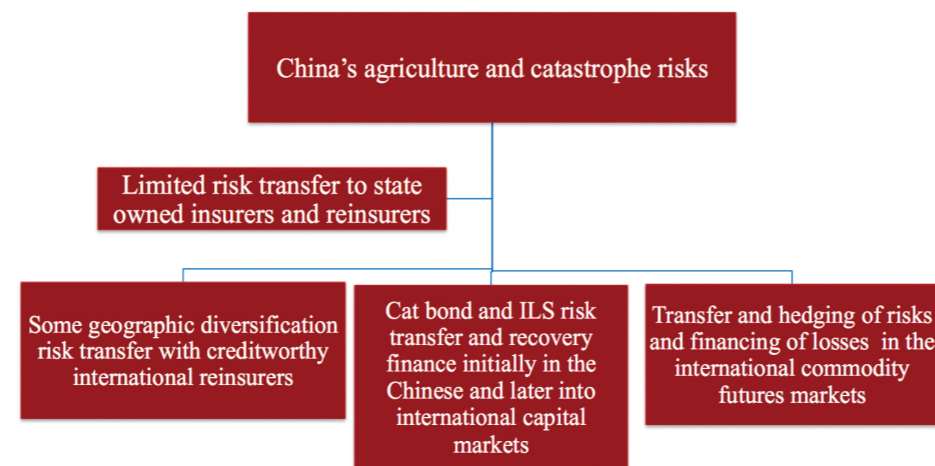 China’s agriculture and catastrophe risks
Limited risk transfer to state
owned insurers and reinsurers
Some geographic diversification
risk transfer with creditworthy
international reinsurers
Cat bond and ILS risk
transfer and recovery
finance initially in the
Chinese and later into
international capital
markets
Transfer and hedging of risks
and financing of losses in the
international commodity
futures markets